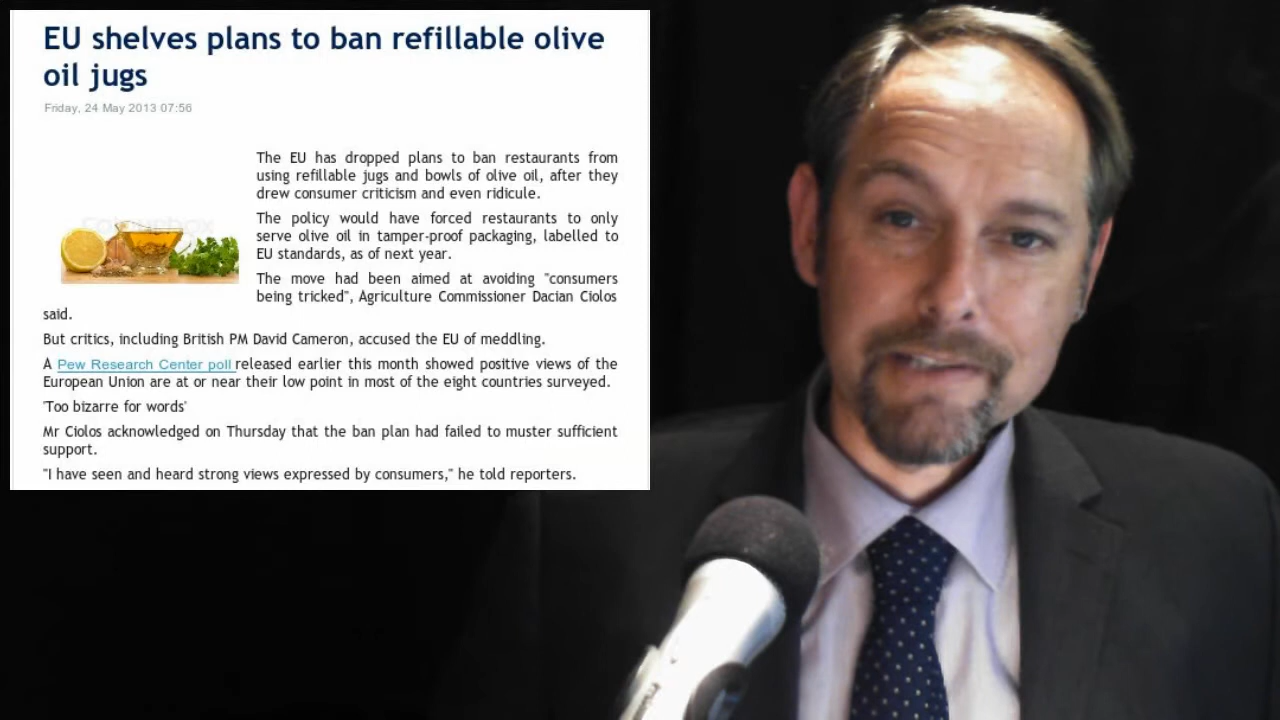 EU shelves plans to ban refillable olive
oil jugs
Friday, 24 May 2013 07:56
The EU has dropped plans to ban restaurants from
using refillable jugs and bowls of olive oil, after they
drew consumer criticism and even ridicule.
The policy would have forced restaurants to only
serve olive oil in tamper-proof packaging, labelled to
EU standards, as of next year.
The move had been aimed at avoiding "consumers
being tricked", Agriculture Commissioner Dacian Ciolos
said.
But critics, including British PM David Cameron, accused the EU of meddling.
A Pew Research Center poll released earlier this month showed positive views of the
European Union are at or near their low point in most of the eight countries surveyed.
'Too bizarre for words'
Mr Ciolos acknowledged on Thursday that the ban plan had failed to muster sufficient
support.
"I have seen and heard strong views expressed by consumers," he told reporters.